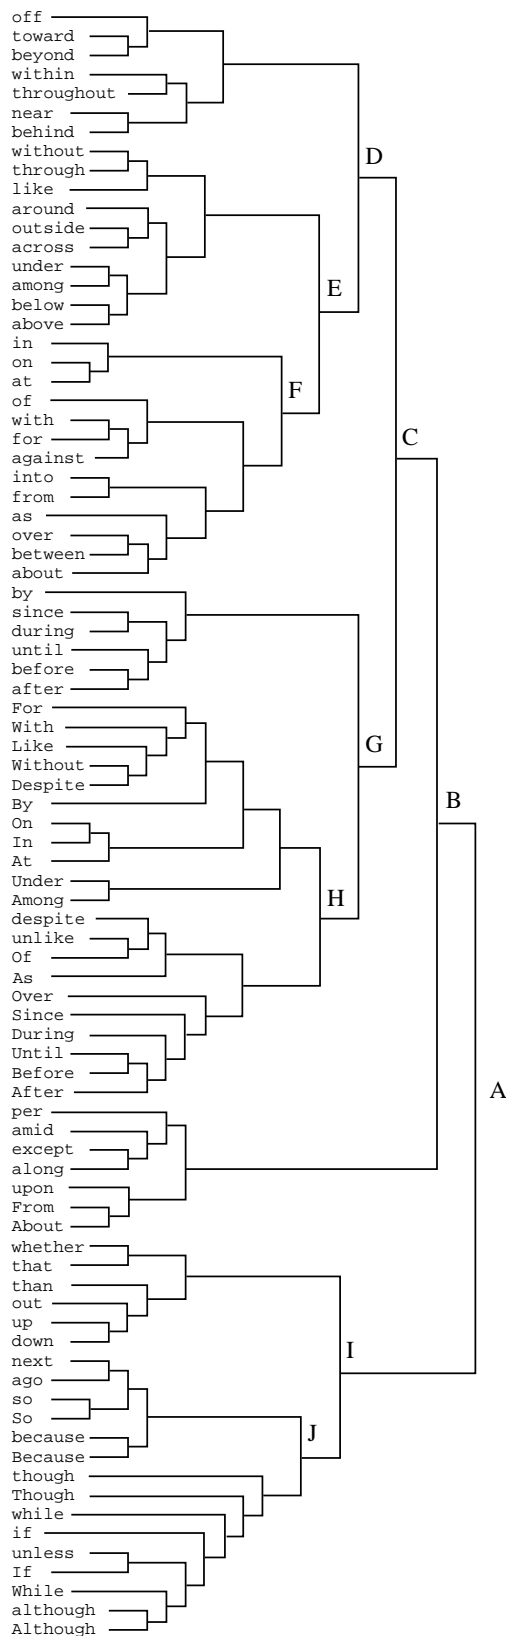 off
toward
beyond
within
throughout
near
behind
without
D
through
like
around
outside
across
under
among
E
below
above
in
on
F
at
of
with
for
C
against
into
from
as
over
between
about
by
since
during
until
before
after
For
With
G
Like
Without
Despite
B
By
On
In
At
Under
H
Among
despite
unlike
Of
As
Over
Since
During
Until
Before
A
After
per
amid
except
along
upon
From
About
whether
that
than
out
up
down
I
next
ago
so
So
J
because
Because
though
Though
while
if
unless
If
While
although
Although